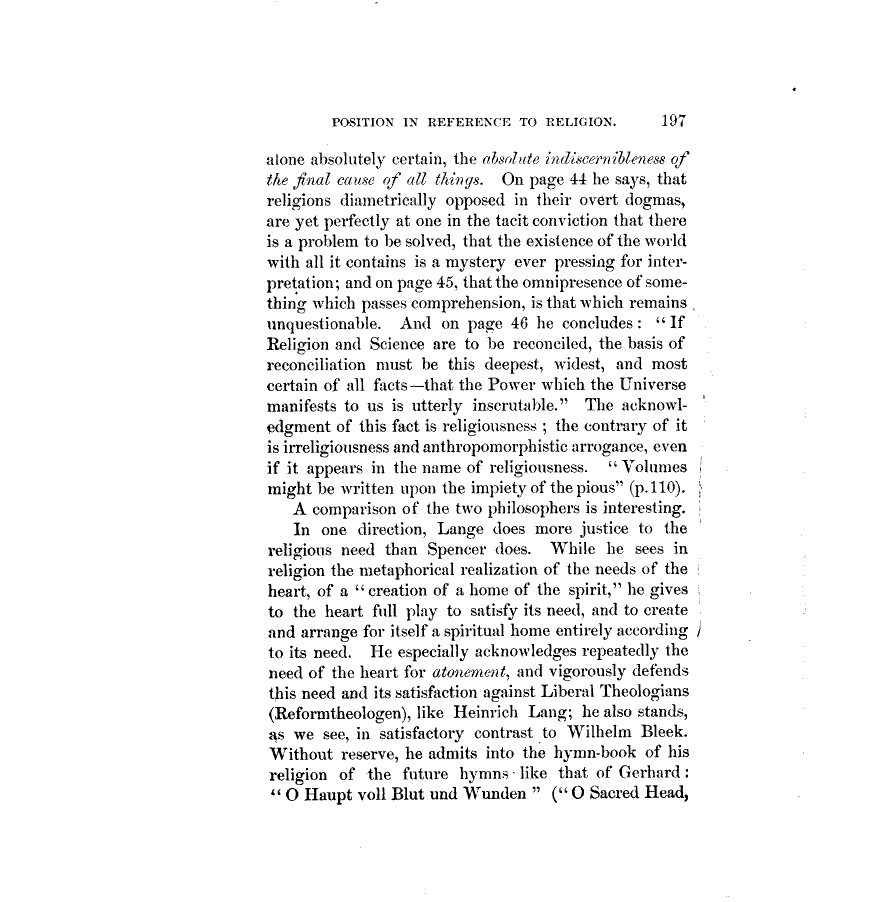 POSITION IN REFERENCE TO RELIGION. 197
alone absolutely certain, the absolute indiscernibleness of
the final cause of all things. On page 44 he says, that
religions diametrically opposed in their overt dogmas,
are yet perfectly at one in the tacit conviction that there
is a problem to be solved, that the existence of the world
with all it contains is a mystery ever pressing for inter-
pretation; and on page 45, that the omnipresence of some-
thing which passes comprehension, is that which remains
unquestionable. And on page 46 he concludes: “If
Religion and Science are to be reconciled, the basis of
reconciliation must be this deepest, widest, and most
certain of all facts—that the Power which the Universe
manifests to us is utterly inscrutable.” The acknowl-
edgment of this fact is religiousness ; the contrary of it
is irreligiousness and anthropomorphistic arrogance, even
if it appears in the name of religiousness. “Volumes
might be written upon the impiety of the pious” (p.110).
A comparison of the two philosophers is interesting.
In one direction, Lange does more justice to the
religious need than Spencer does. While he sees in
religion the metaphorical realization of the needs of the
heart, of a “creation of a home of the spirit,” he gives
to the heart full play to satisfy its need, and to create
and arrange for itself a spiritual home entirely according
to its need. He especially acknowledges repeatedly the
need of the heart for atonement, and vigorously defends
this need and its satisfaction against Liberal Theologians
(Reformtheologen), like Heinrich Lang; he also stands,
as we see, in satisfactory contrast to Wilhelm Bleek.
Without reserve, he admits into the hymn-book of his
religion of the future hymns like that of Gerhard:
“O Haupt voll Blut und Wunden” (“O Sacred Head,